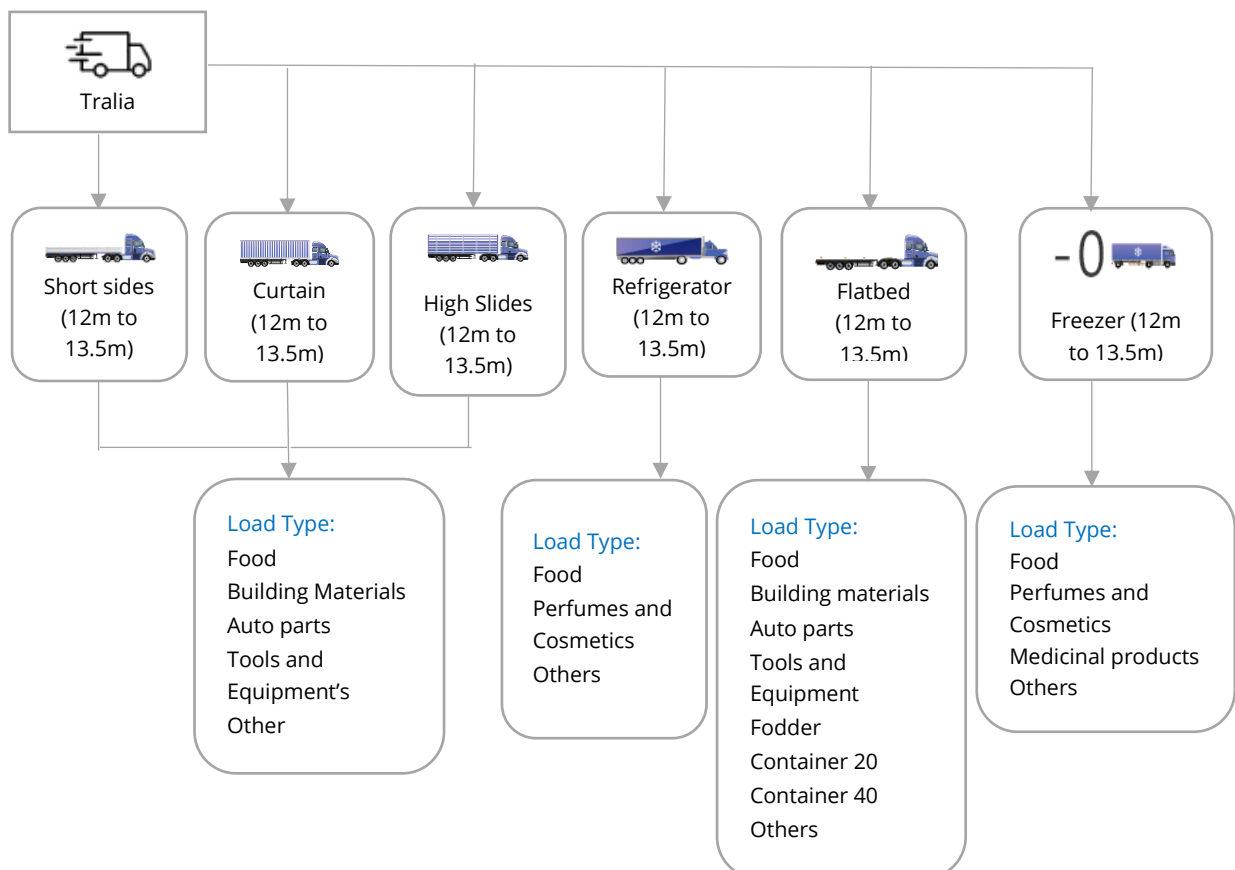 Tralia
Short sides
(12m to
13.5m)
Curtain
(12m to
13.5m)
High Slides
(12m to
13.5m)
Refrigerator
(12m to
13.5m)
Flatbed
(12m to
13.5m)
-0
Freezer (12m
to 13.5m)
Load Type:
Food
Building Materials
Auto parts
Tools and
Equipment’s
Other
Load Type:
Food
Perfumes and
Cosmetics
Others
Load Type:
Food
Building materials
Auto parts
Tools and
Equipment
Fodder
Container 20
Container 40
Others
Load Type:
Food
Perfumes and
Cosmetics
Medicinal products
Others